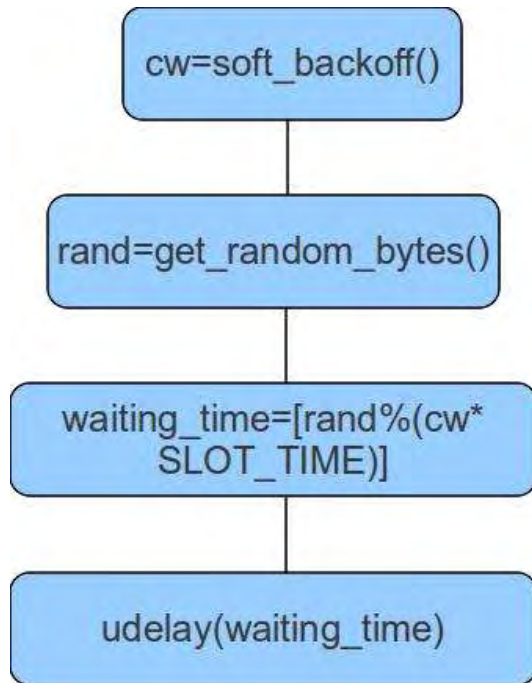 cw=soft_backoff()
rand=get_random_bytes()
waiting_time=[rand%(cw*
SLOT_TIME)]
udelay(waiting_time)